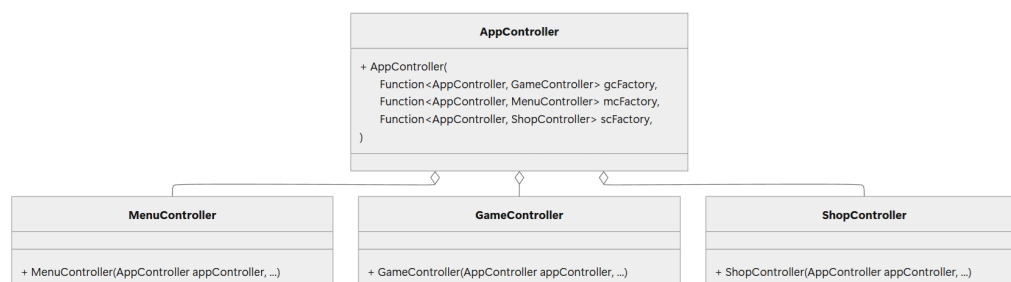 AppController
+ AppController(
Function<AppController, GameController> gcFactory,
Function<AppController, MenuController> mcFactory,
Function<AppController, ShopController> scFactory,
)
MenuController
+ MenuController(AppController appController, ...)
GameController
+ GameController(AppController appController, ...)
ShopController
+ ShopController(AppController appController, ...)